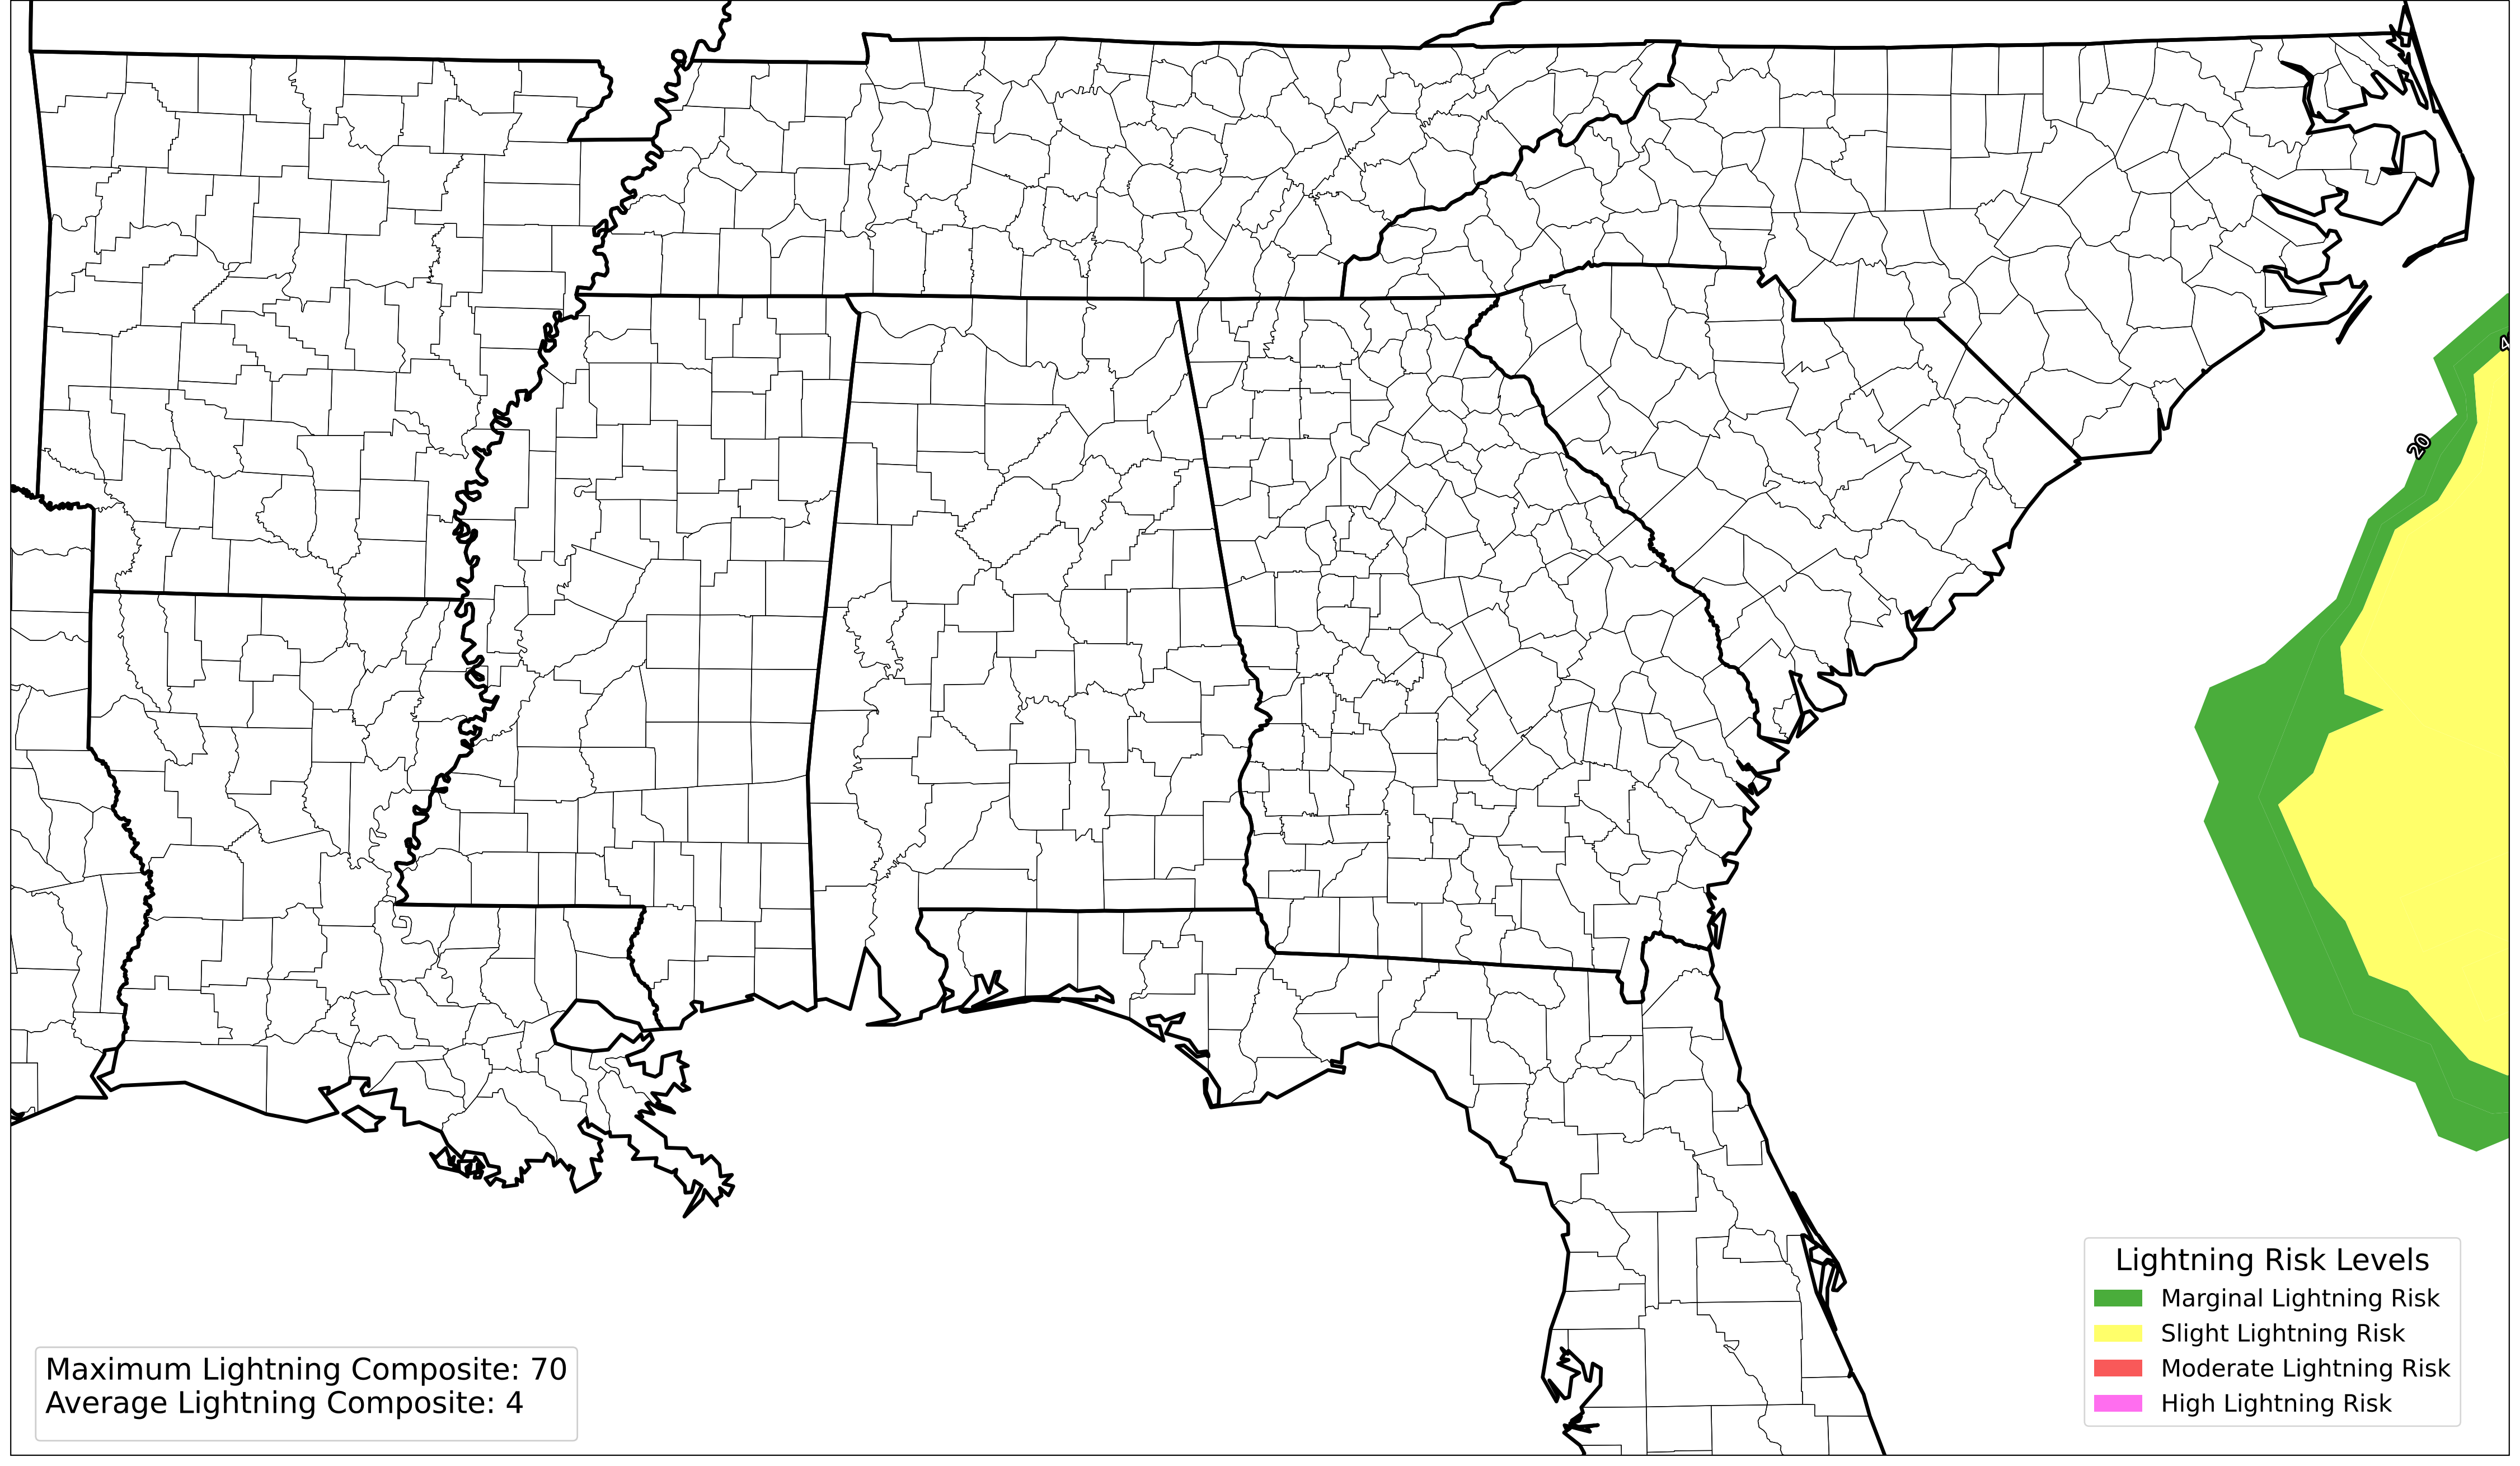 20
Lightning Risk Levels
Marginal Lightning Risk
Slight Lightning Risk
Moderate Lightning Risk
High Lightning Risk
Maximum Lightning Composite: 70
Average Lightning Composite: 4